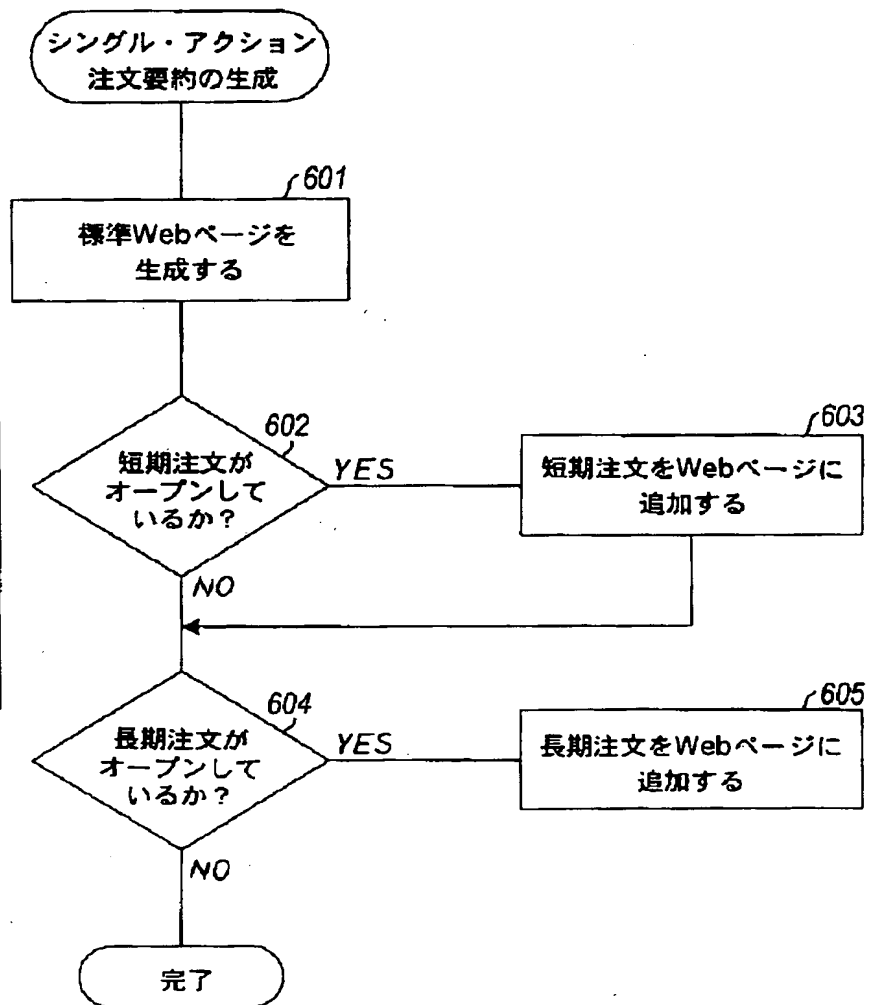 シングル・アクション
注文要約の生成
601
標準Webページを
生成する
602
短期注文が
オープンして
いるか？
YES
NO
603
短期注文をWebページに
追加する
604
長期注文が
オープンして
いるか？
YES
NO
605
長期注文をWebページに
追加する
完了